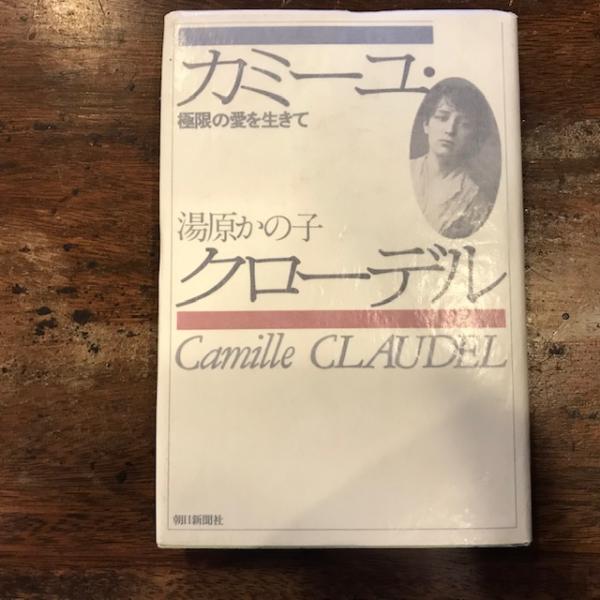 カミーユ・
極限の愛を生きて
湯原かの子
クローデル
Camille CLAUDEL
朝日新聞社